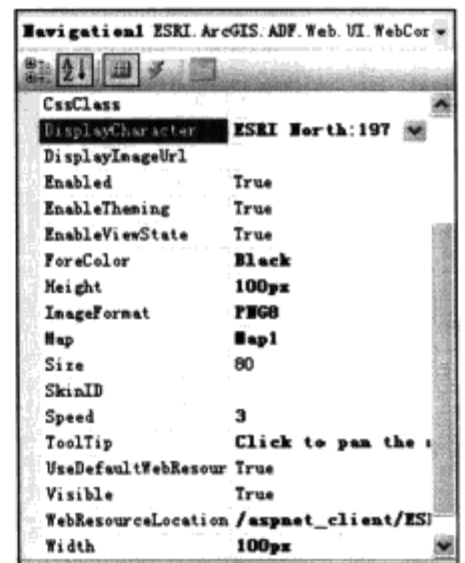 Navigation1 ESRI.ArcGIS.ADF.Web.UI.WebCor
CssClass
DisplayCharacter ESRI North:197
DisplayImageUrl
Enabled True
EnableTheming True
EnableViewState True
ForeColor Black
Height 100px
ImageFormat PNG8
Map Map1
Size 80
SkinID
Speed 3
ToolTip Click to pan the
UseDefaultWebResour True
Visible True
WebResourceLocation /aspnet_client/ESI
Width 100px